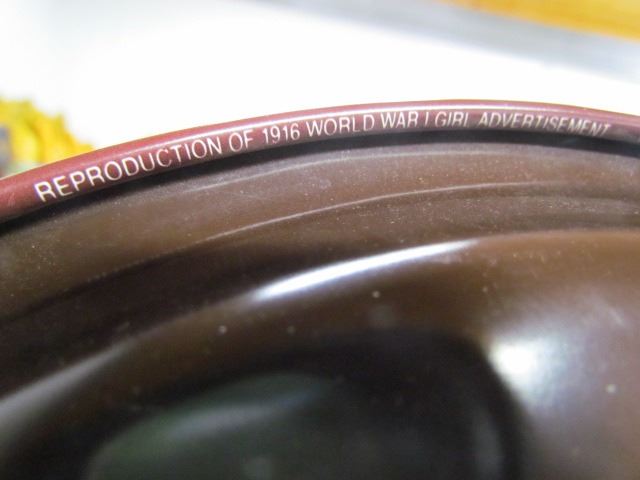 REPRODUCTION OF 1916 WORLD WAR I GIRL ADVERTISEMENT